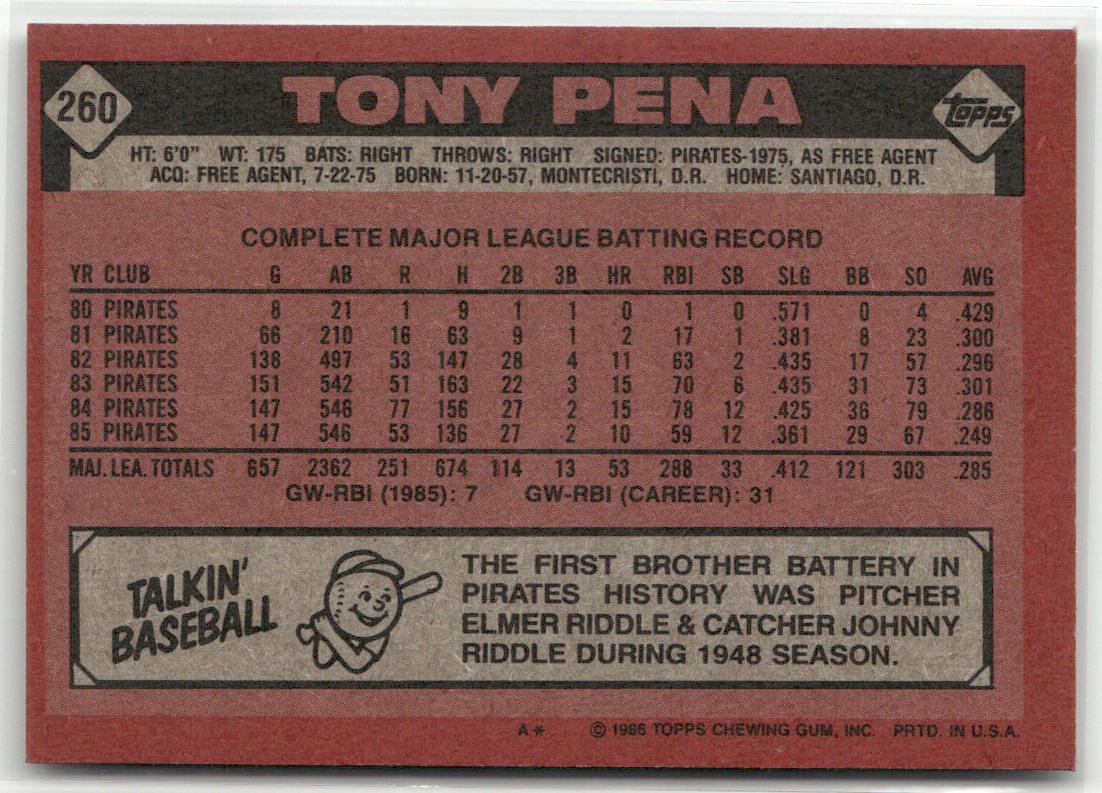 260 TONY PENA topps
HT: 6'0" WT: 175 BATS: RIGHT THROWS: RIGHT SIGNED: PIRATES-1975, AS FREE AGENT
ACQ: FREE AGENT, 7-22-75 BORN: 11-20-57, MONTECRISTI, D.R. HOME: SANTIAGO, D.R.
COMPLETE MAJOR LEAGUE BATTING RECORD
YR CLUB G AB R H 2B 3B HR RBI SB SLG BB SO AVG
80 PIRATES 8 21 1 9 1 1 0 1 0 .571 0 4 .429
81 PIRATES 66 210 16 63 9 1 2 17 1 .381 8 23 .300
82 PIRATES 138 497 53 147 28 4 11 63 2 .435 17 57 .296
83 PIRATES 151 542 51 163 22 3 15 70 6 .435 31 73 .301
84 PIRATES 147 546 77 156 27 2 15 78 12 .425 36 79 .286
85 PIRATES 147 546 53 136 27 2 10 59 12 .361 29 67 .249
MAJ. LEA. TOTALS 657 2362 251 674 114 13 53 288 33 .412 121 303 .285
GW-RBI (1985): 7 GW-RBI (CAREER): 31
TALKIN'
BASEBALL
THE FIRST BROTHER BATTERY IN
PIRATES HISTORY WAS PITCHER
ELMER RIDDLE & CATCHER JOHNNY
RIDDLE DURING 1948 SEASON.
A* © 1986 TOPPS CHEWING GUM, INC. PRTD. IN U.S.A.